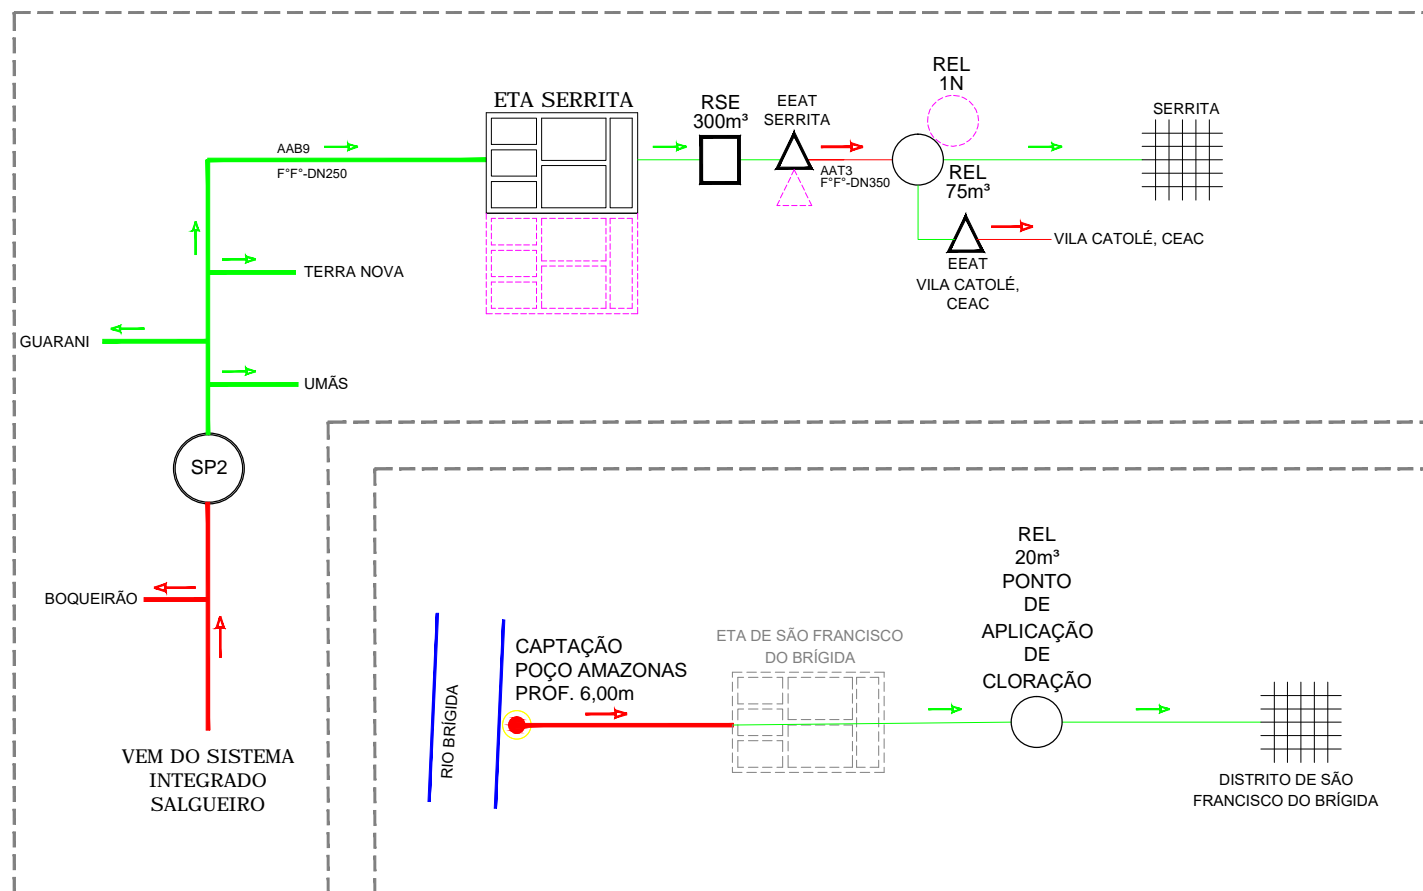 ETA SERRITA
RSE
300m³
EEAT
SERRITA
REL
1N
SERRITA
AAB9
F°F°-DN250
AAT3
F°F°-DN350
REL
75m³
VILA CATOLÉ, CEAC
EEAT
VILA CATOLÉ,
CEAC
TERRA NOVA
GUARANI
UMÃS
SP2
BOQUEIRÃO
VEM DO SISTEMA
INTEGRADO
SALGUEIRO
RIO BRÍGIDA
CAPTAÇÃO
POÇO AMAZONAS
PROF. 6,00m
ETA DE SÃO FRANCISCO
DO BRÍGIDA
REL
20m³
PONTO
DE
APLICAÇÃO
DE
CLORAÇÃO
DISTRITO DE SÃO
FRANCISCO DO BRÍGIDA